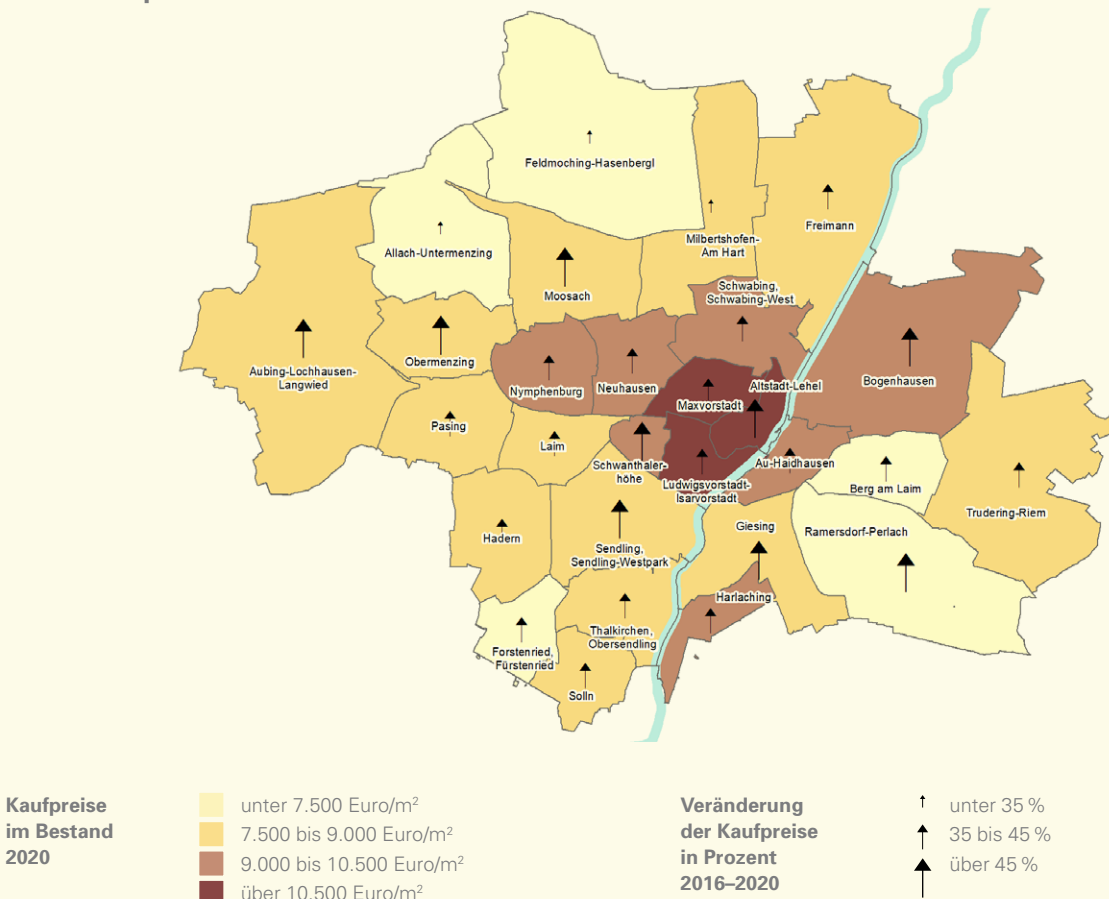 Feldmoching-Hasenbergl
Freimann
Milbertshofen-
Am Hart
Allach-Untermenzing
Moosach
Schwabing,
Schwabing-West
Obermenzing
Aubing-Lochhausen-
Langwied
Nymphenburg
Neuhausen
Maxvorstadt
Altstadt-Lehel
Bogenhausen
Pasing
Laim
Schwanthaler-
höhe
Ludwigsvorstadt-
Isarvorstadt
Au-Haidhausen
Berg am Laim
Trudering-Riem
Hadern
Sendling,
Sendling-Westpark
Giesing
Ramersdorf-Perlach
Harlaching
Thalkirchen,
Obersendling
Forstenried,
Fürstenried
Solln
Kaufpreise
im Bestand
2020
unter 7.500 Euro/m²
7.500 bis 9.000 Euro/m²
9.000 bis 10.500 Euro/m²
über 10.500 Euro/m²
Veränderung
der Kaufpreise
in Prozent
2016–2020
unter 35 %
35 bis 45 %
über 45 %